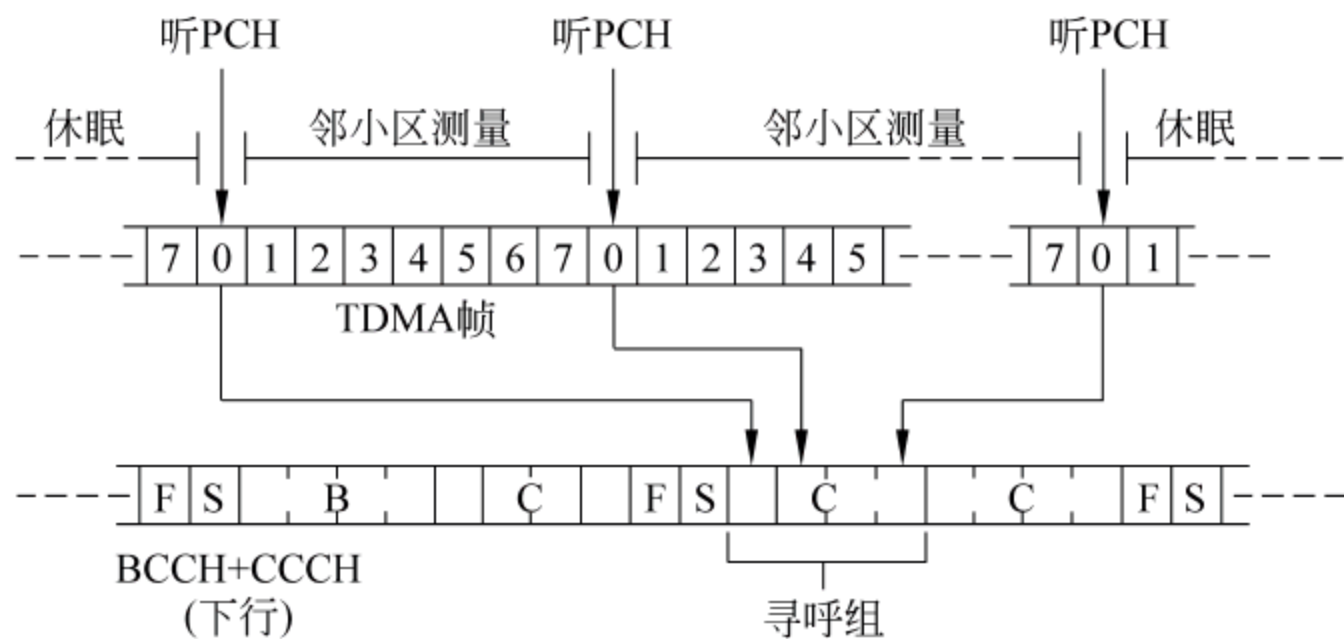 听PCH 听PCH 听PCH
休眠 邻小区测量 邻小区测量 休眠
7 0 1 2 3 4 5 6 7 0 1 2 3 4 5 7 0 1
TDMA帧
F S B C F S C C F S
BCCH+CCCH
(下行)
寻呼组